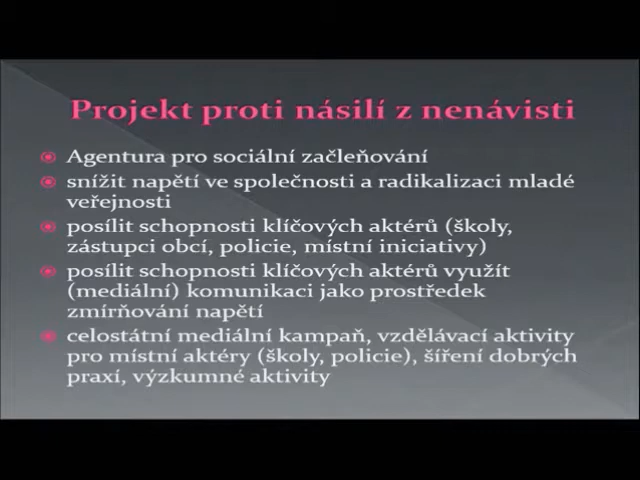 Projekt proti násilí z nenávisti
Agentura pro sociální začleňování
snížit napětí ve společnosti a radikalizaci mladé
veřejnosti
posílit schopnosti klíčových aktérů (školy,
zástupci obcí, policie, místní iniciativy)
posílit schopnosti klíčových aktérů využít
(mediální) komunikaci jako prostředek
zmírňování napětí
celostátní mediální kampaň, vzdělávací aktivity
pro místní aktéry (školy, policie), šíření dobrých
praxí, výzkumné aktivity